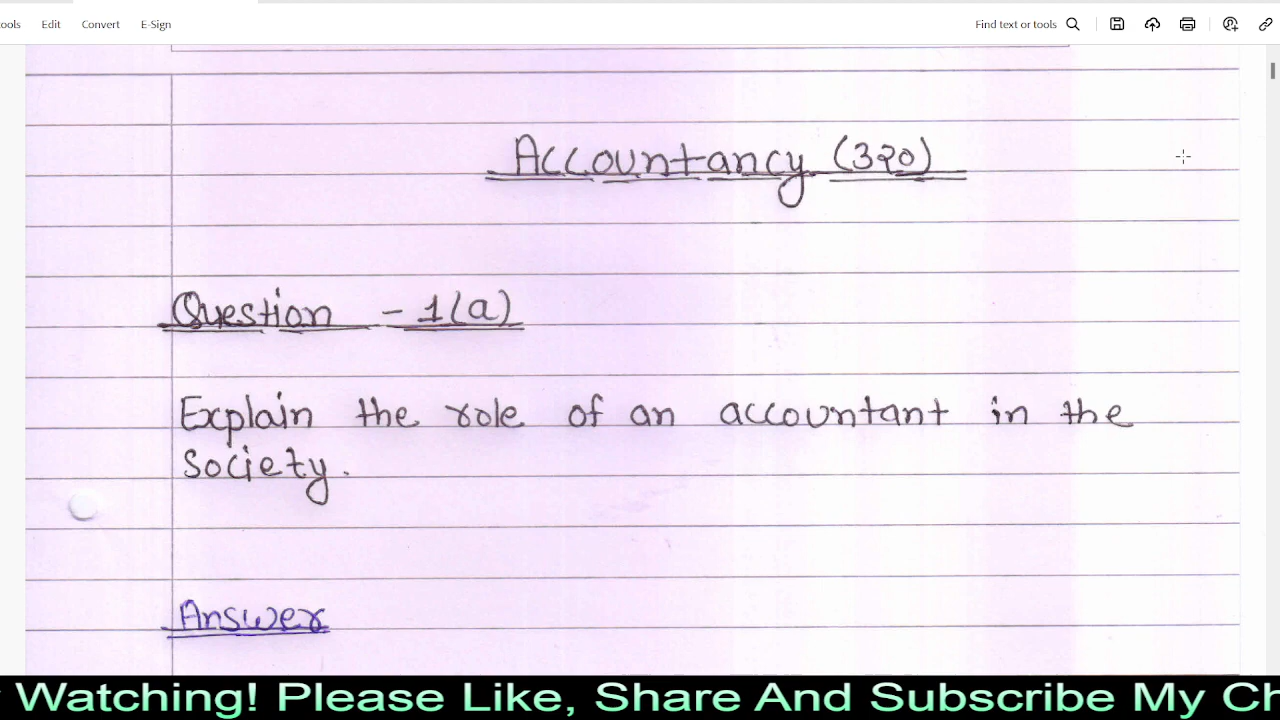 ools Edit Convert E-Sign Find text or tools
Accountancy (320)
Question - 1(a)
Explain the role of an accountant in the
society.
Answer
Watching! Please Like, Share And Subscribe My Ch